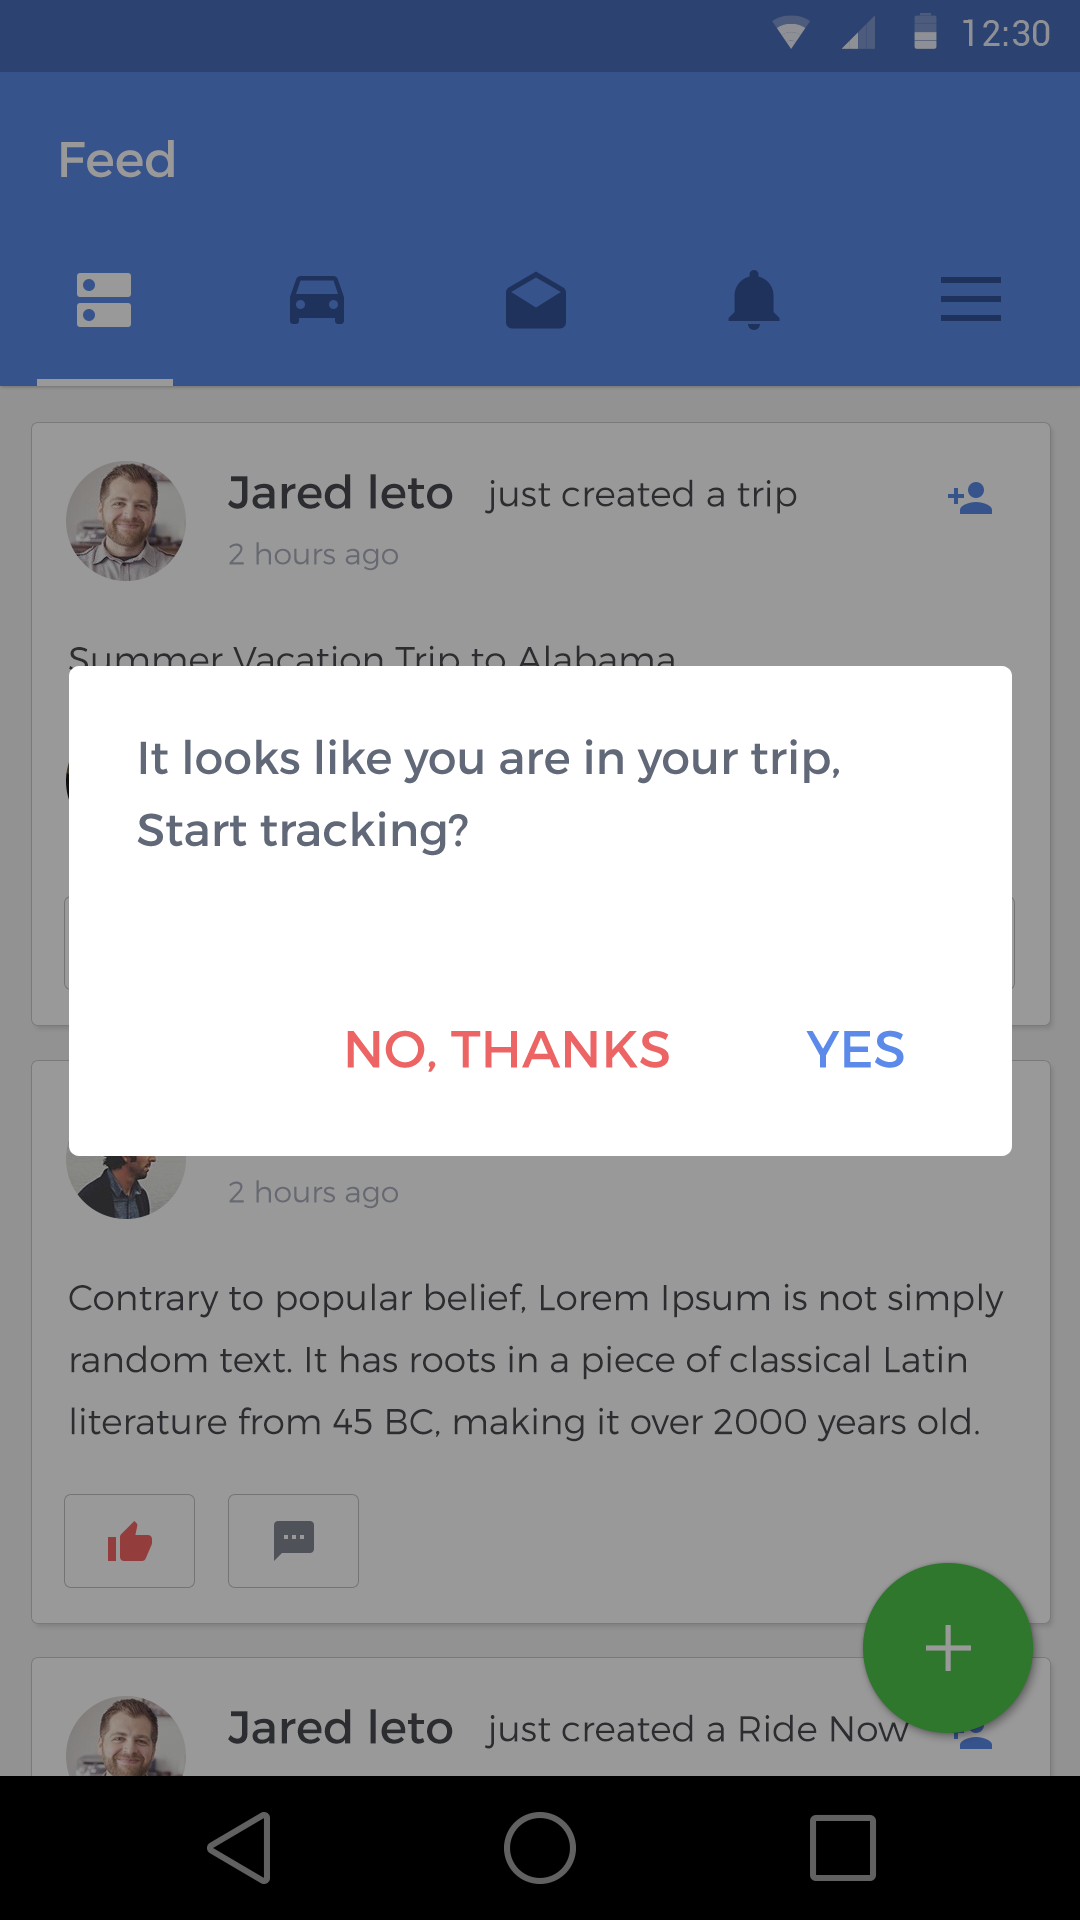 12:30
Feed
Jared leto just created a trip
2 hours ago
Summer Vacation Trip to Alabama
It looks like you are in your trip,
Start tracking?
NO, THANKS YES
2 hours ago
Contrary to popular belief, Lorem Ipsum is not simply
random text. It has roots in a piece of classical Latin
literature from 45 BC, making it over 2000 years old.
Jared leto just created a Ride Now